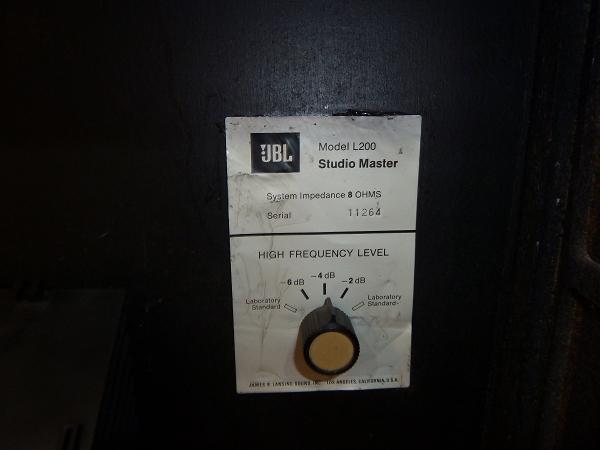 JBL
Model L200
Studio Master
System Impedance 8 OHMS
Serial 11264
HIGH FREQUENCY LEVEL
-6 dB -4 dB -2 dB
Laboratory Standard
Laboratory Standard-
JAMES B. LANSING SOUND, INC. LOS ANGELES, CALIFORNIA, U.S.A.